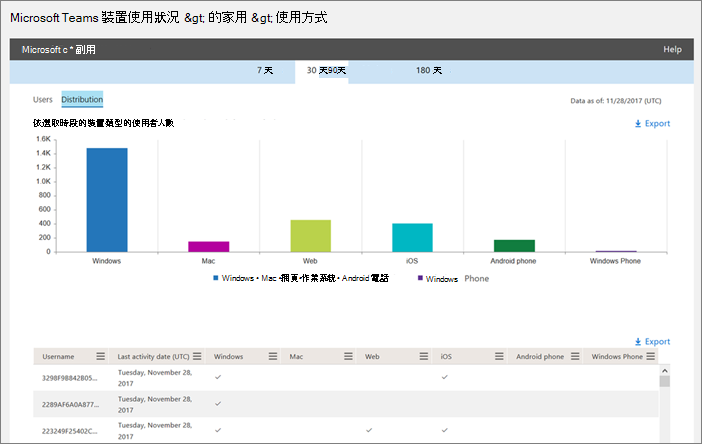 Microsoft Teams 裝置使用狀況 &gt; 的家用 &gt; 使用方式
Microsoft c * 副用 Help
7 天 30 天90天 180 天
Users Distribution Data as of: 11/28/2017 (UTC)
依選取時段的裝置類型的使用者人數 Export
1.6K
1.4K
1.2K
1.0K
800
600
400
200
0
Windows Mac Web iOS Android phone Windows Phone
Windows • Mac •網頁•作業系統 • Android 電話 Windows Phone
Export
Username Last activity date (UTC) Windows Mac Web iOS Android phone Windows Phone
3298F9B842B05... Tuesday, November 28,
2017
2289AF6A0A877... Tuesday, November 28,
2017
223249F25402C... Tuesday, November 28,
2017